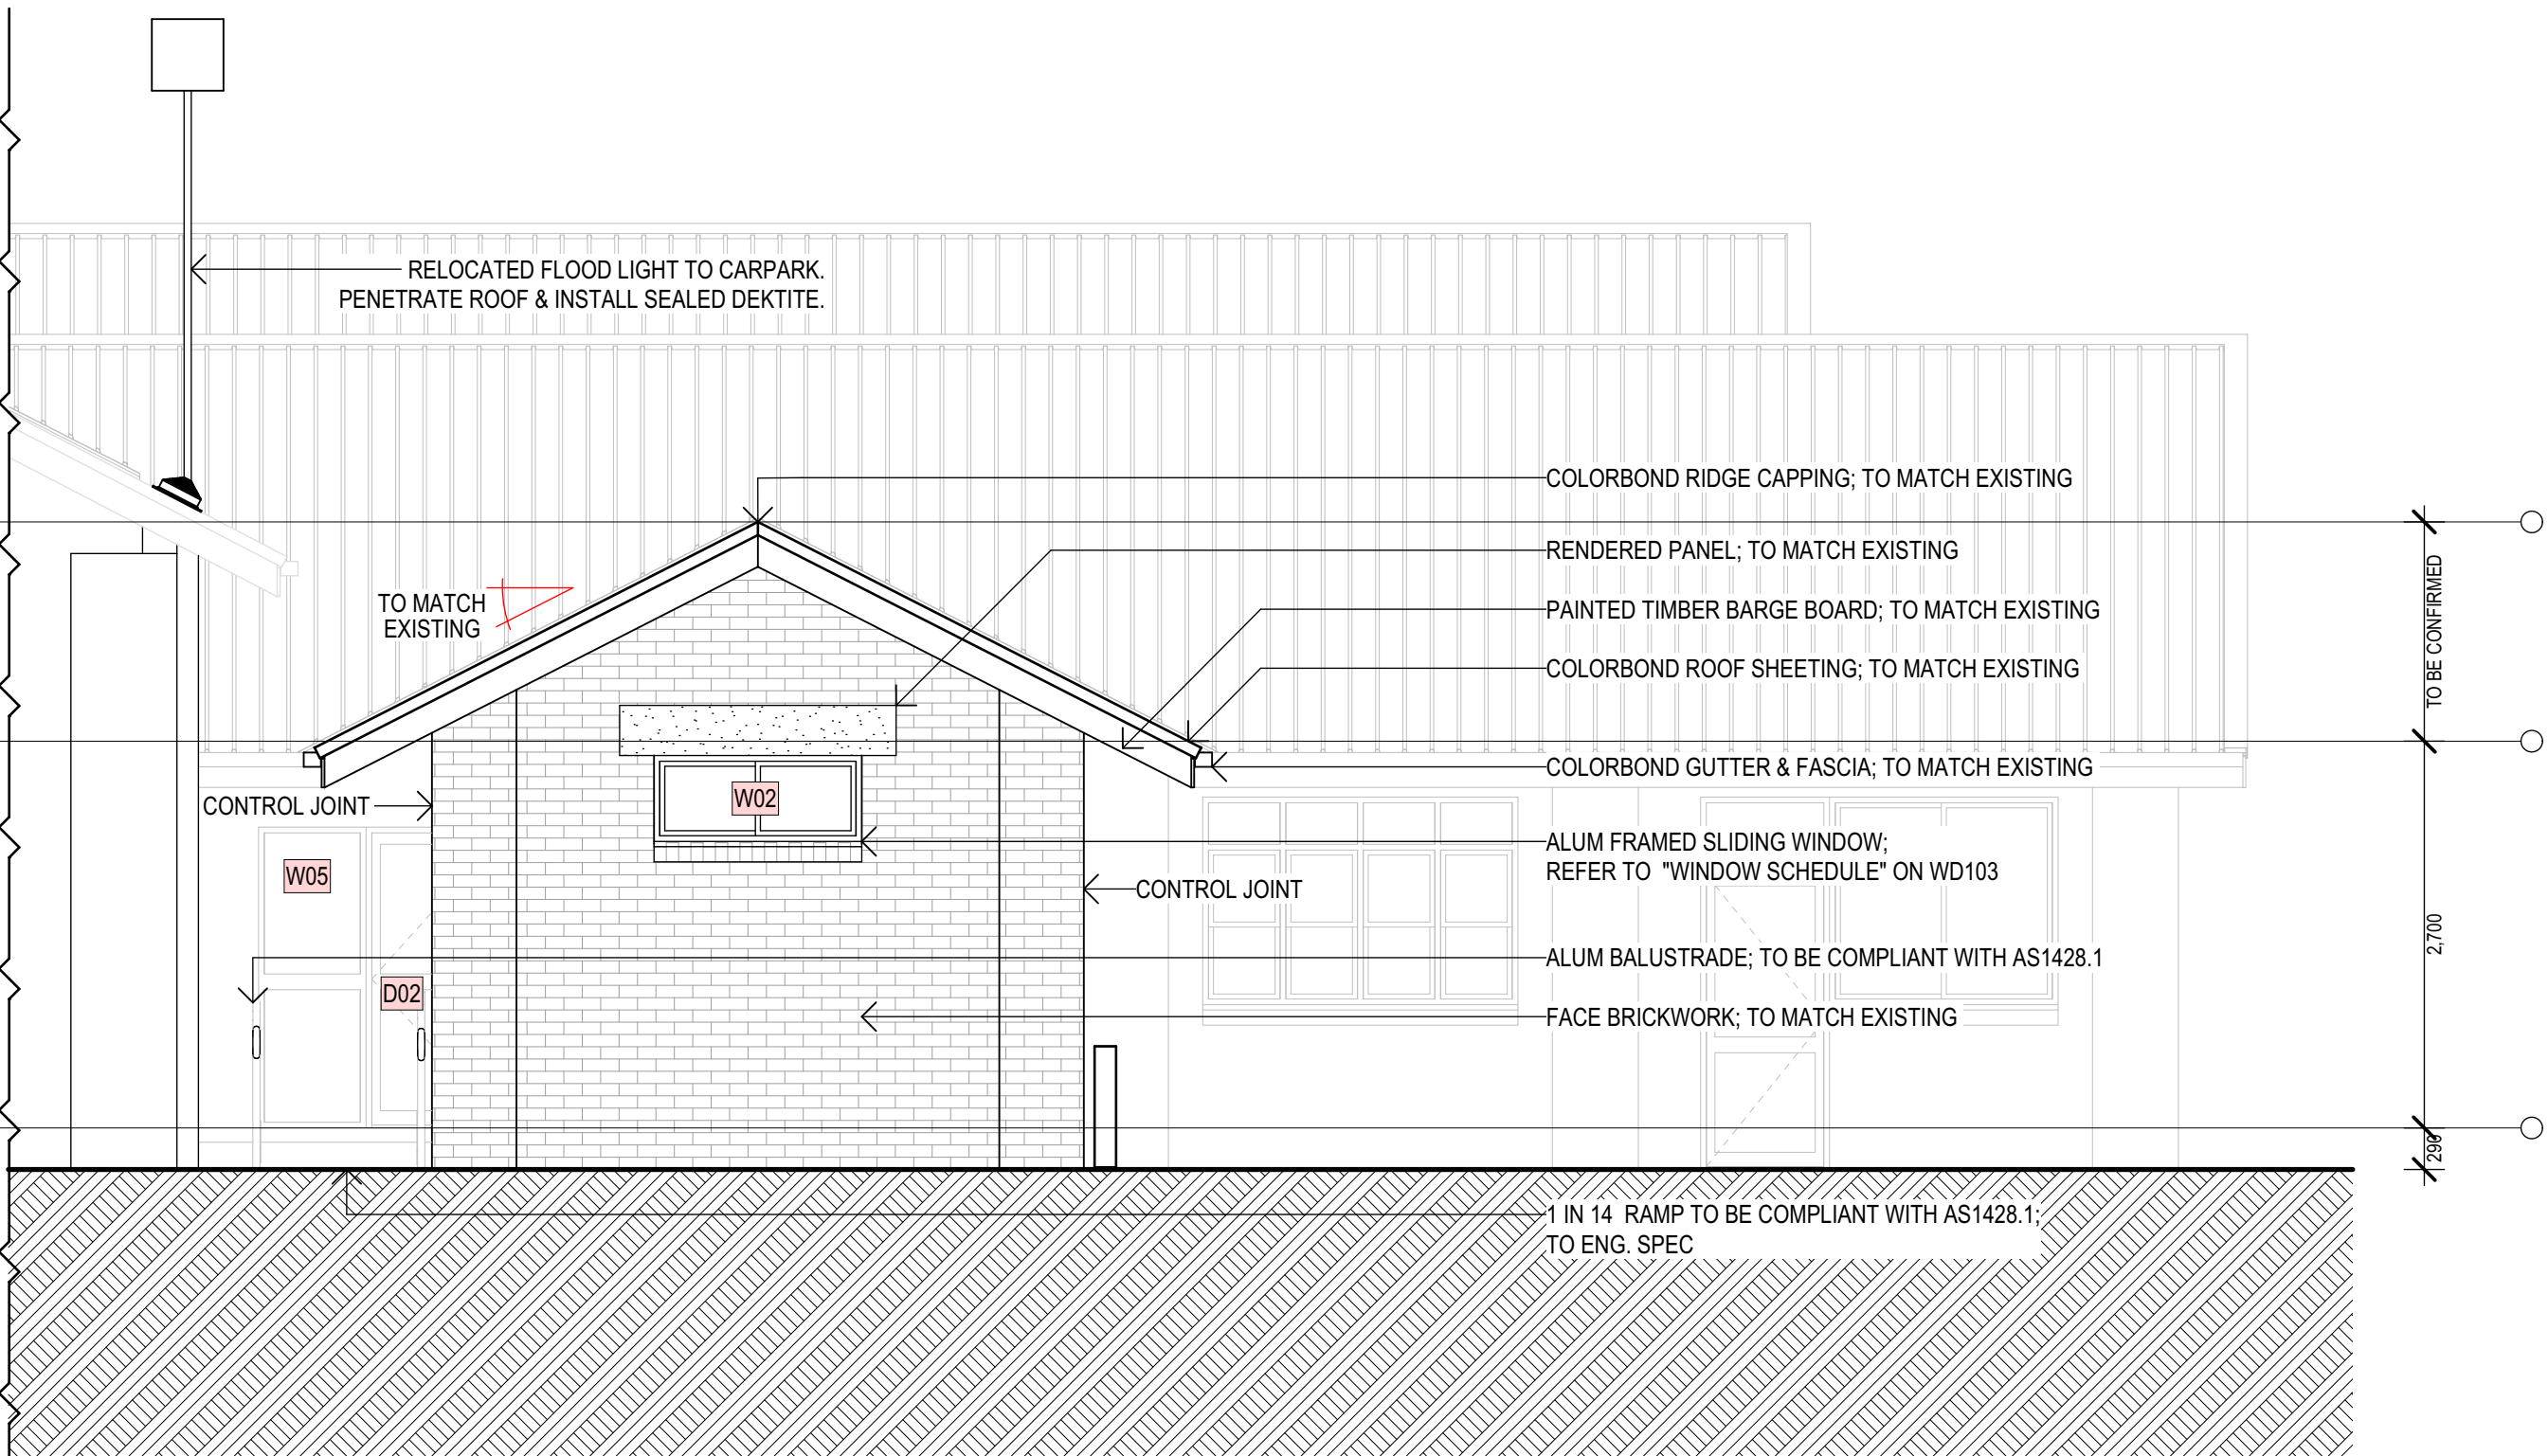 RELOCATED FLOOD LIGHT TO CARPARK.
PENETRATE ROOF & INSTALL SEALED DEKTITE.
COLORBOND RIDGE CAPPING; TO MATCH EXISTING
RENDERED PANEL; TO MATCH EXISTING
TO MATCH
EXISTING
PAINTED TIMBER BARGE BOARD; TO MATCH EXISTING
COLORBOND ROOF SHEETING; TO MATCH EXISTING
TO BE CONFIRMED
COLORBOND GUTTER & FASCIA; TO MATCH EXISTING
CONTROL JOINT
W02
ALUM FRAMED SLIDING WINDOW;
REFER TO "WINDOW SCHEDULE" ON WD103
W05
CONTROL JOINT
2,700
ALUM BALUSTRADE; TO BE COMPLIANT WITH AS1428.1
D02
FACE BRICKWORK; TO MATCH EXISTING
290
1 IN 14 RAMP TO BE COMPLIANT WITH AS1428.1;
TO ENG. SPEC